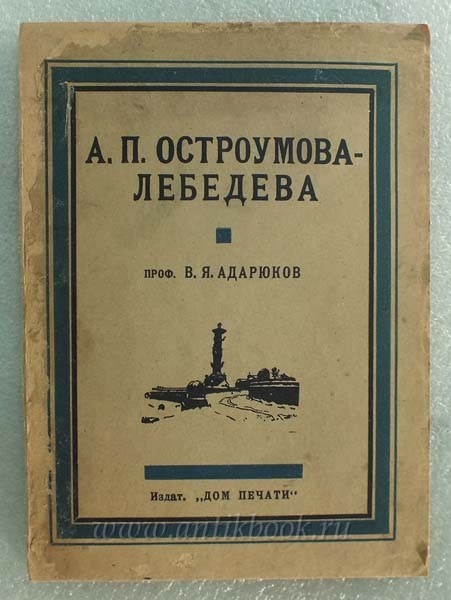 А. П. ОСТРОУМОВА-
ЛЕБЕДЕВА
ПРОФ. В. Я. АДАРЮКОВ
Издат. „ДОМ ПЕЧАТИ“
www.antikbook.ru